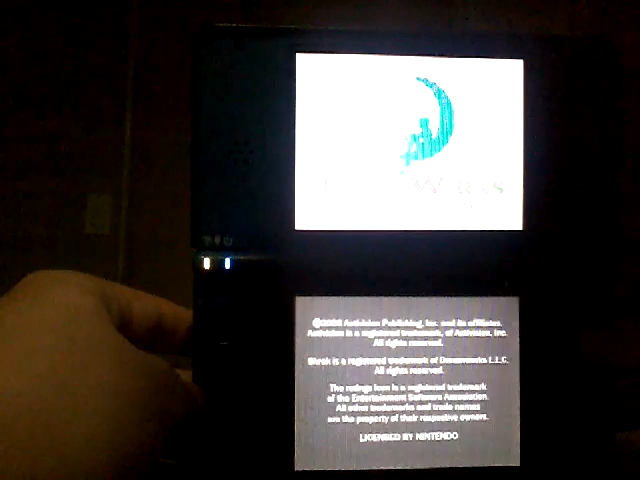 Activision Publishing, Inc. and its affiliates.
Activision is a registered trademark, of Activision, Inc.
All rights reserved.
Shrek is a registered trademark of Dreamworks L.L.C.
All rights reserved.
The ratings icon is a registered trademark
of the Entertainment Software Association.
All other trademarks and trade names
are the property of their respective owners.
LICENSED BY NINTENDO